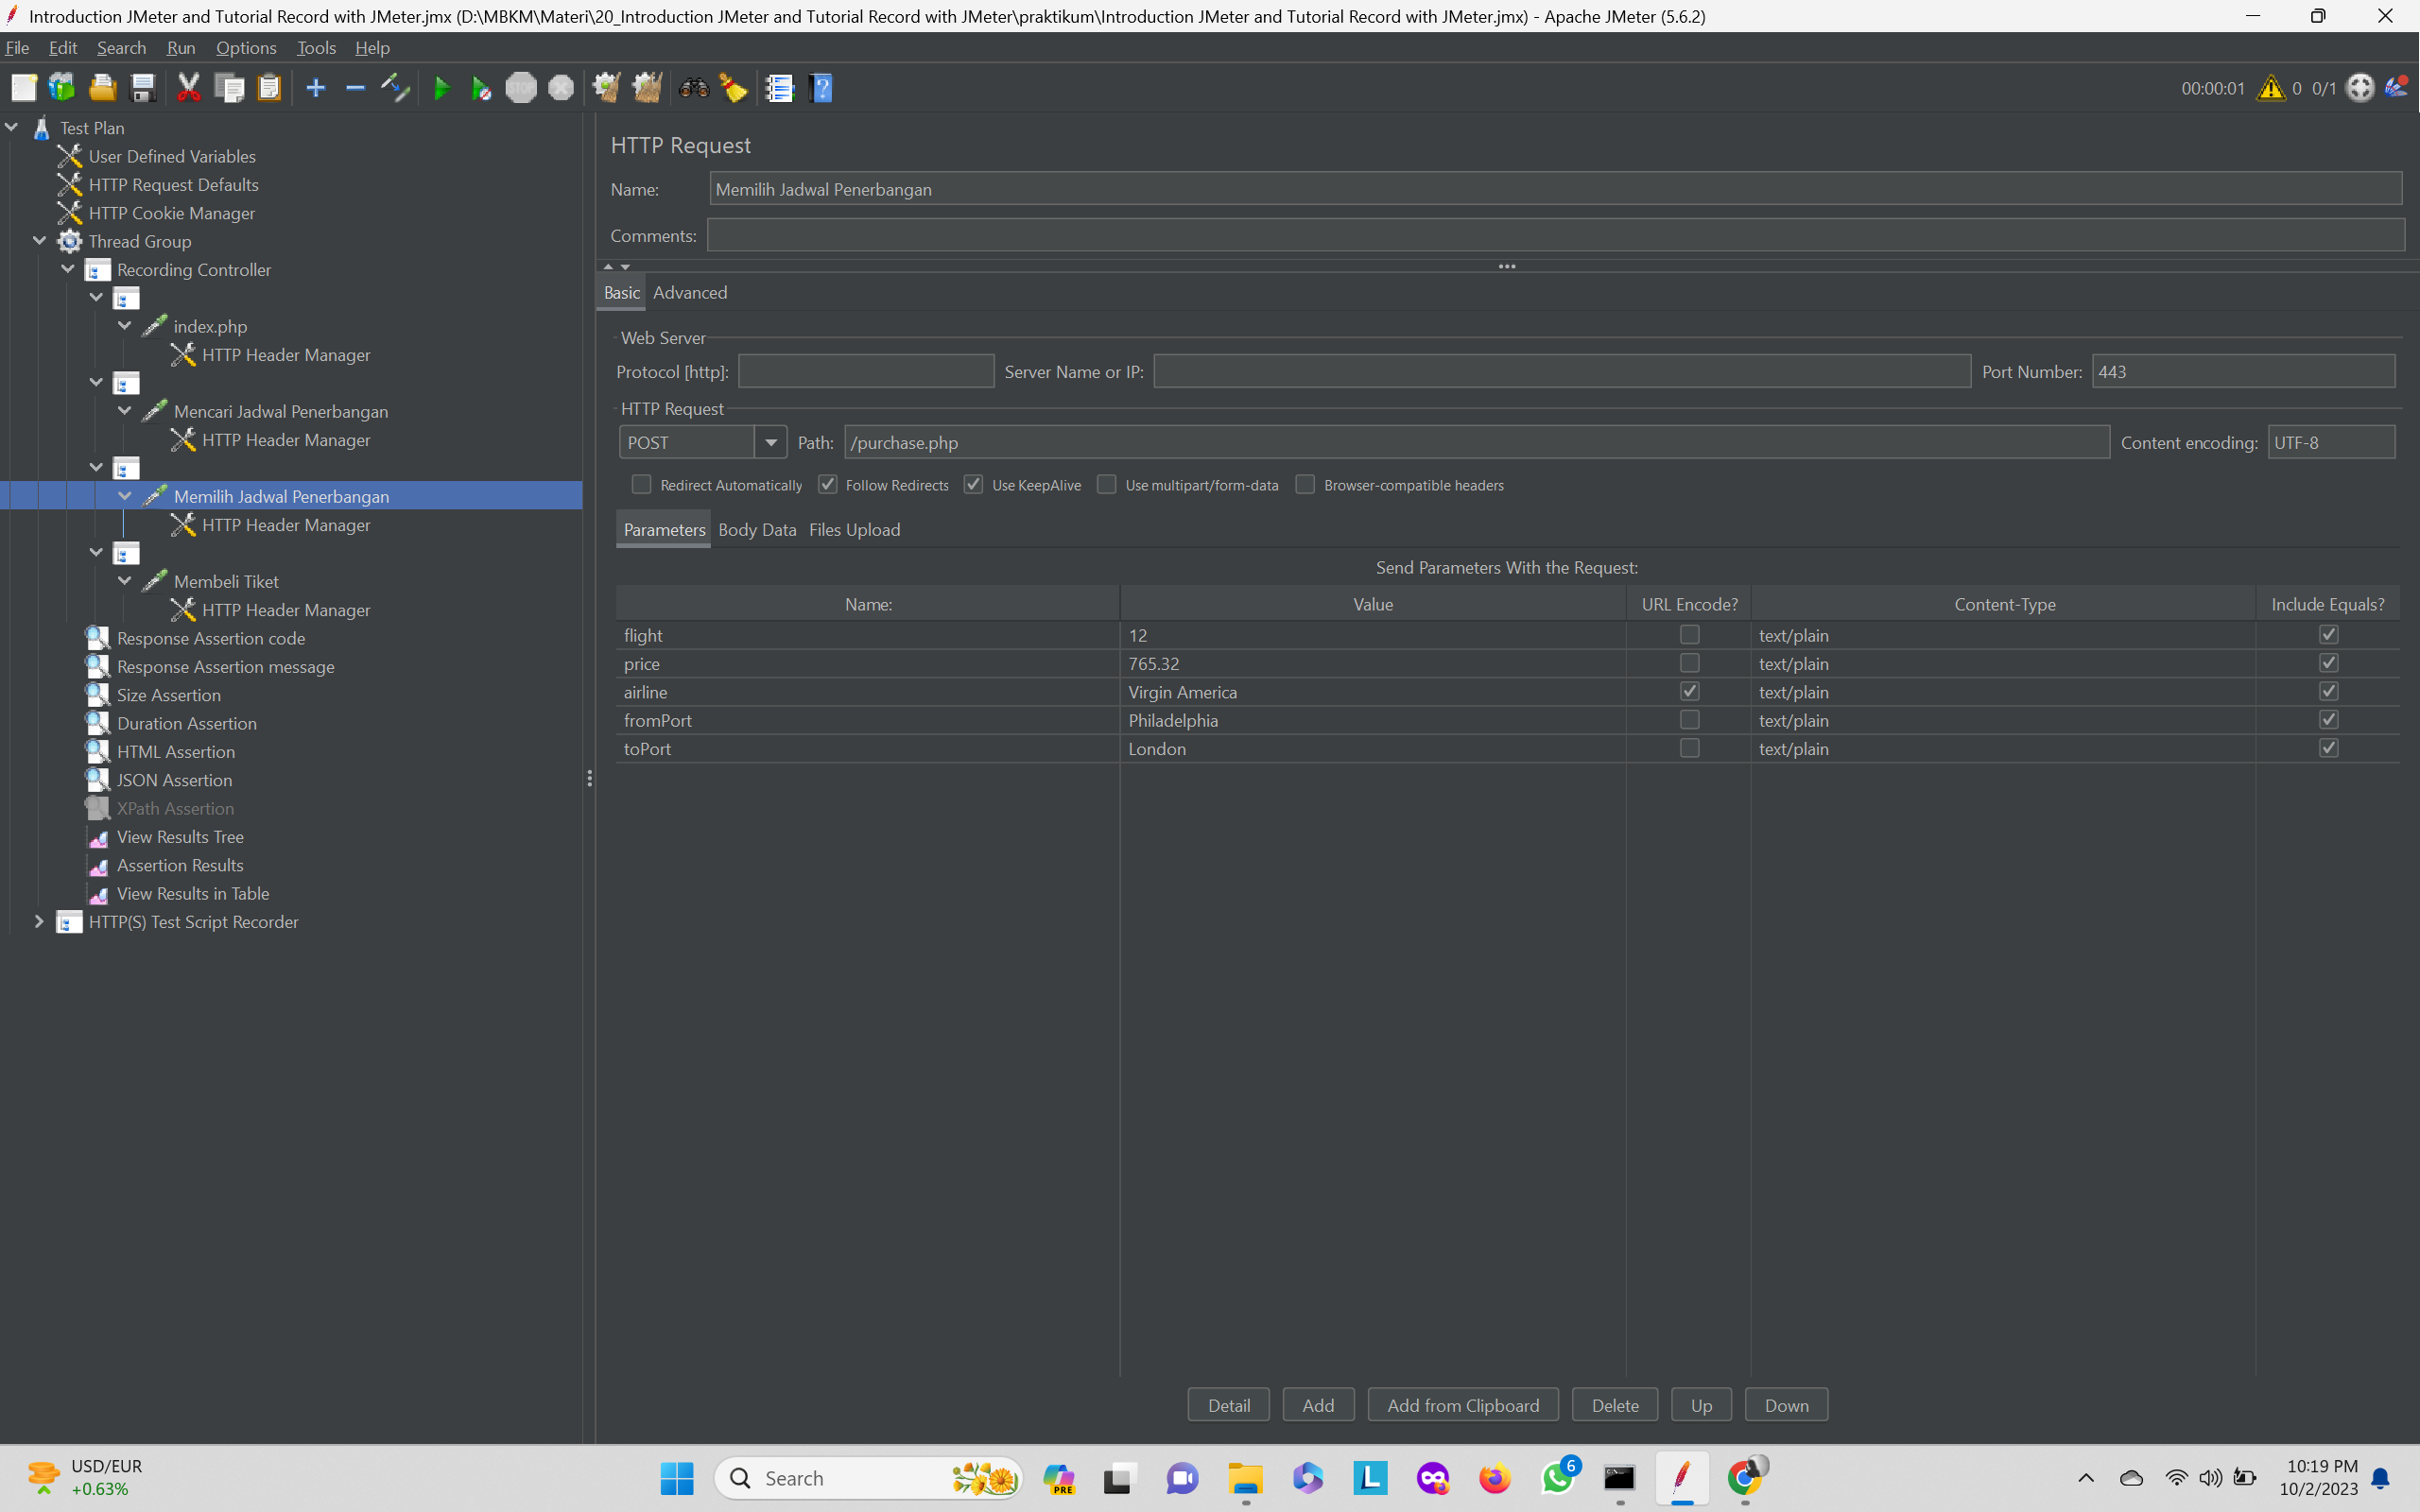 Introduction JMeter and Tutorial Record with JMeter.jmx (D:\MBKM\Materi\20_Introduction JMeter and Tutorial Record with JMeter\praktikum\Introduction JMeter and Tutorial Record with JMeter.jmx) - Apache JMeter (5.6.2)
File Edit Search Run Options Tools Help
STOP
00:00:01 0 0/1
Test Plan
User Defined Variables
HTTP Request Defaults
HTTP Cookie Manager
Thread Group
Recording Controller
index.php
HTTP Header Manager
Mencari Jadwal Penerbangan
HTTP Header Manager
Memilih Jadwal Penerbangan
HTTP Header Manager
Membeli Tiket
HTTP Header Manager
Response Assertion code
Response Assertion message
Size Assertion
Duration Assertion
HTML Assertion
JSON Assertion
XPath Assertion
View Results Tree
Assertion Results
View Results in Table
HTTP(S) Test Script Recorder
HTTP Request
Name: Memilih Jadwal Penerbangan
Comments:
Basic Advanced
Web Server
Protocol [http]: Server Name or IP: Port Number: 443
HTTP Request
POST Path: /purchase.php Content encoding: UTF-8
Redirect Automatically Follow Redirects Use KeepAlive Use multipart/form-data Browser-compatible headers
Parameters Body Data Files Upload
Send Parameters With the Request:
Name: Value URL Encode? Content-Type Include Equals?
flight 12 text/plain
price 765.32 text/plain
airline Virgin America text/plain
fromPort Philadelphia text/plain
toPort London text/plain
Detail Add Add from Clipboard Delete Up Down
USD/EUR
+0.63%
Search
PRE
L
6
10:19 PM
10/2/2023